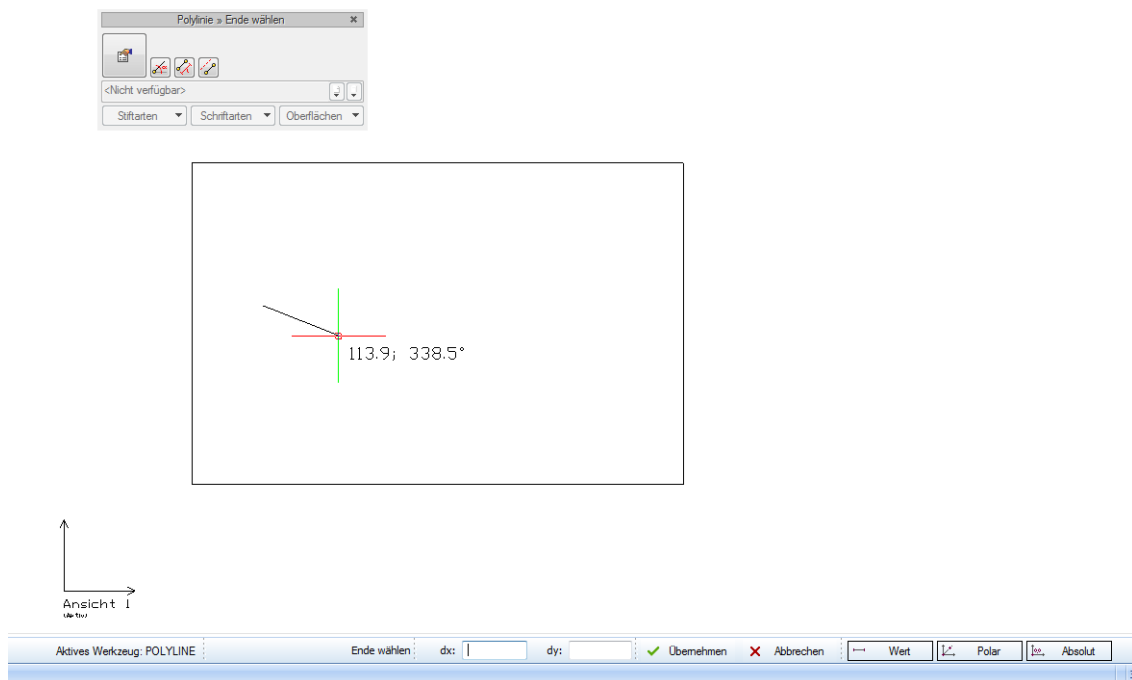 Polylinie » Ende wählen
<Nicht verfügbar>
Stiftarten Schriftarten Oberflächen
113.9; 338.5°
Ansicht 1
(Aktiv)
Aktives Werkzeug: POLYLINE Ende wählen dx: dy: Übernehmen Abbrechen Wert Polar Absolut